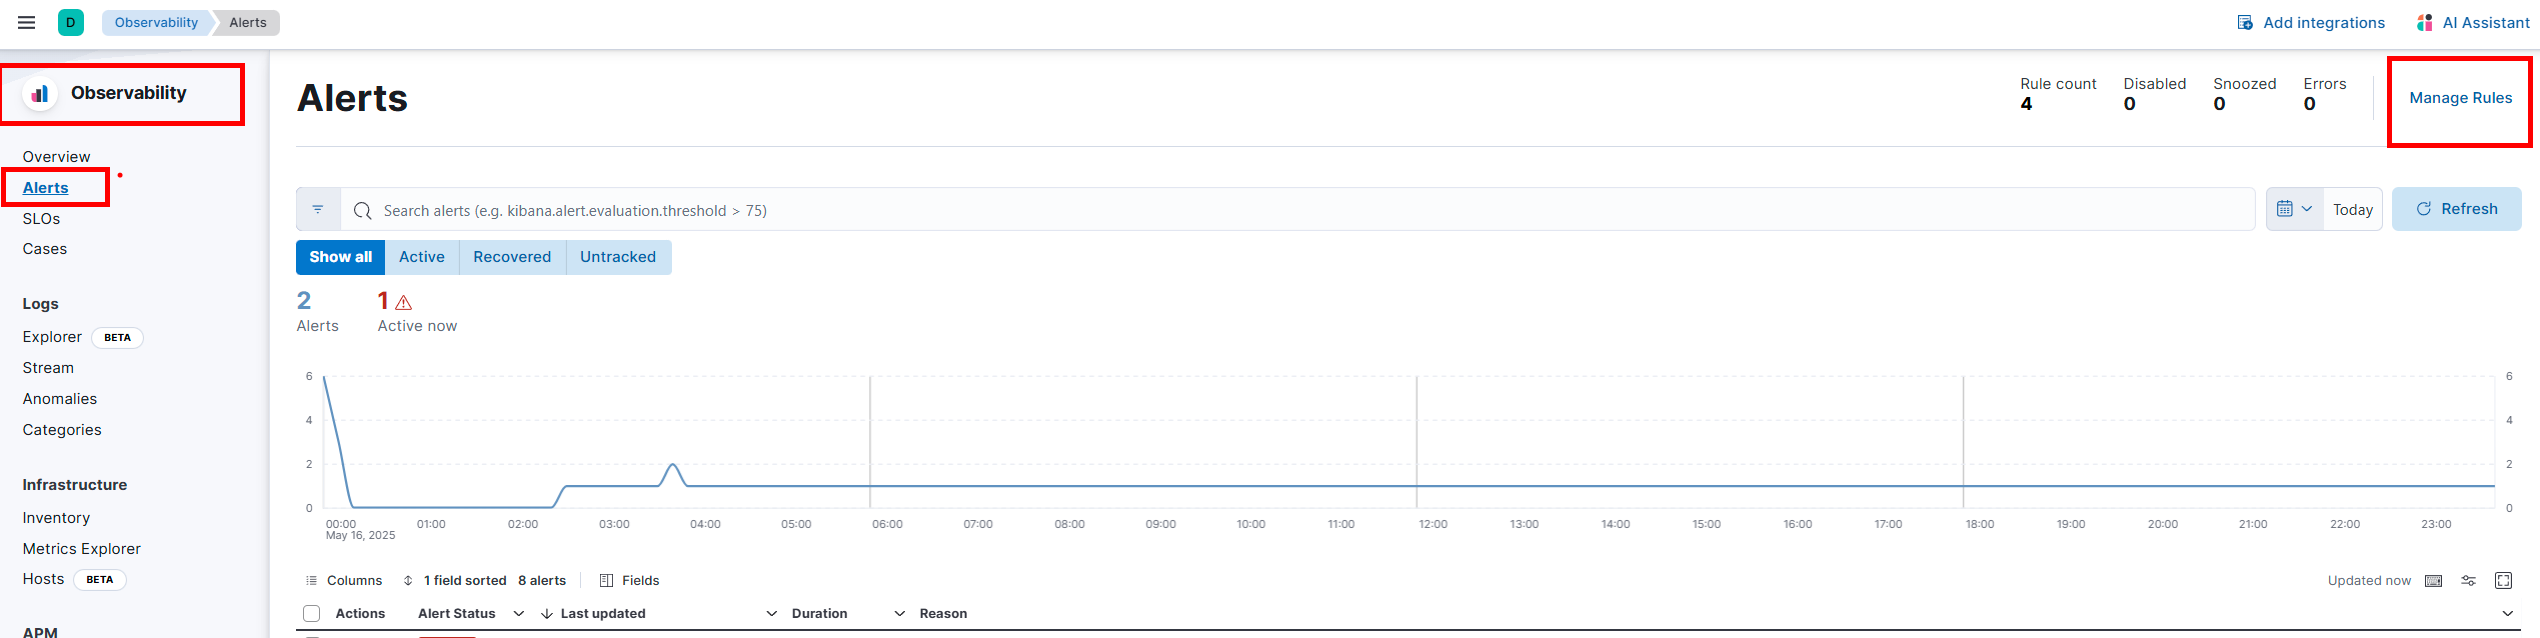 D Observability Alerts Add integrations AI Assistant
Observability
Overview
Alerts
SLOs
Cases
Logs
Explorer BETA
Stream
Anomalies
Categories
Infrastructure
Inventory
Metrics Explorer
Hosts BETA
APM
Alerts
Rule count Disabled Snoozed Errors
4 0 0 0
Manage Rules
Search alerts (e.g. kibana.alert.evaluation.threshold > 75)
Today Refresh
Show all Active Recovered Untracked
2 1
Alerts Active now
6 6
4 4
2 2
0 0
00:00 01:00 02:00 03:00 04:00 05:00 06:00 07:00 08:00 09:00 10:00 11:00 12:00 13:00 14:00 15:00 16:00 17:00 18:00 19:00 20:00 21:00 22:00 23:00
May 16, 2025
Columns 1 field sorted 8 alerts Fields Updated now
Actions Alert Status Last updated Duration Reason